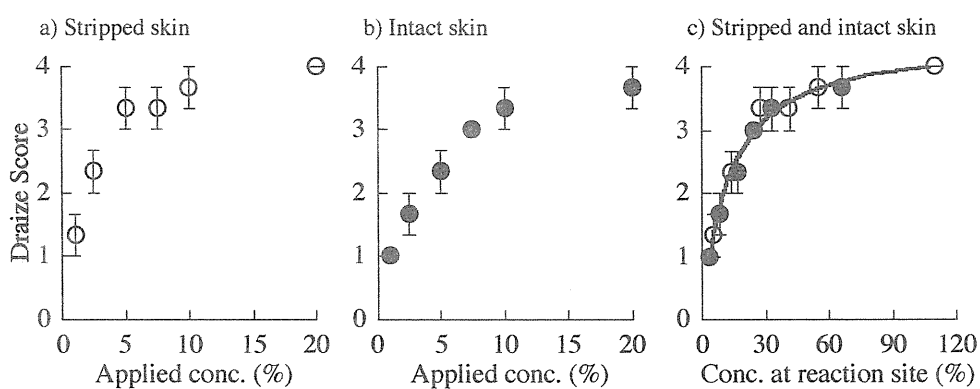 a) Stripped skin
b) Intact skin
c) Stripped and intact skin
Draize Score
4
3
2
1
0
0 5 10 15 20
Applied conc. (%)
4
3
2
1
0
0 5 10 15 20
Applied conc. (%)
4
3
2
1
0
0 30 60 90 120
Conc. at reaction site (%)